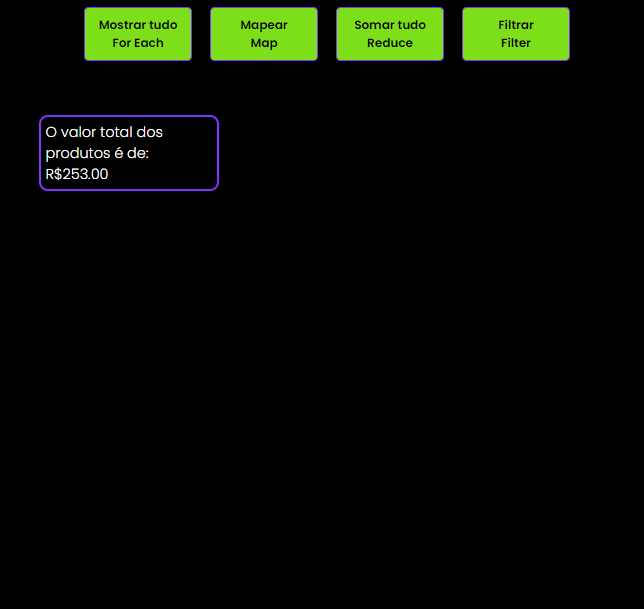 Mostrar tudo
For Each
Mapear
Map
Somar tudo
Reduce
Filtrar
Filter
O valor total dos
produtos é de:
R$253.00